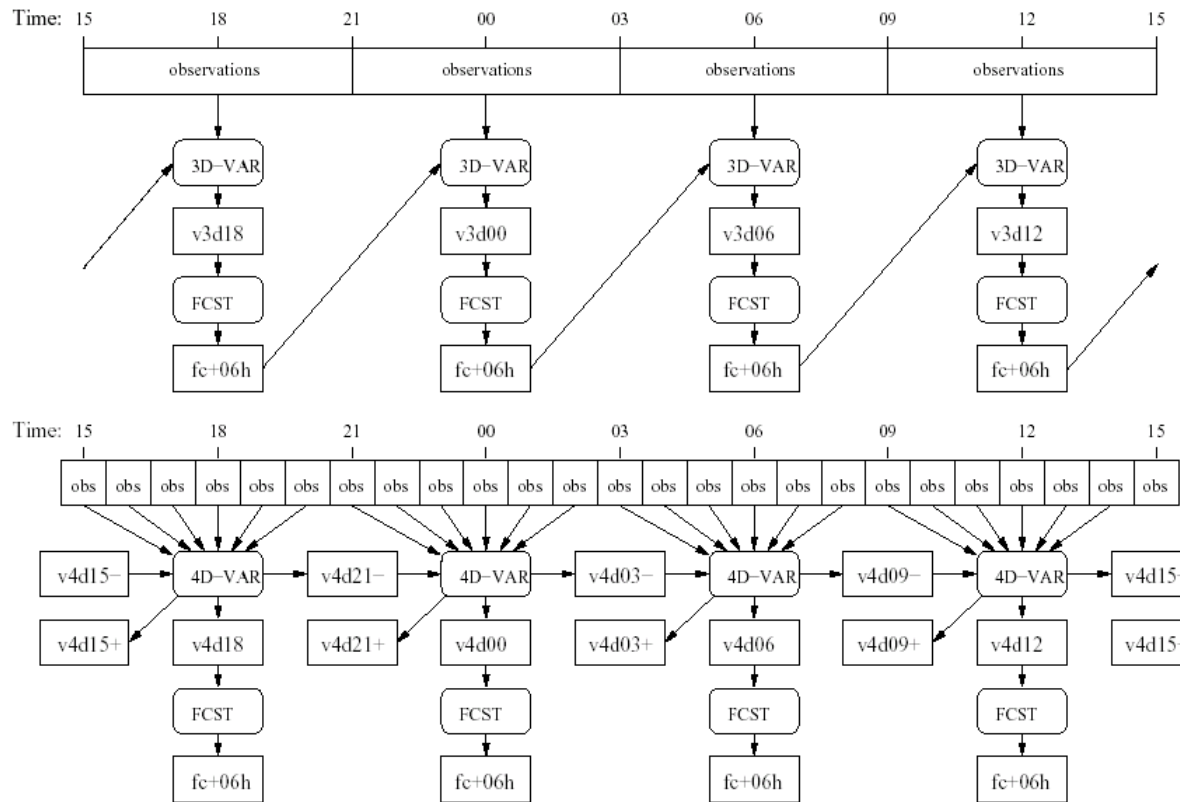 Time: 15 18 21 00 03 06 09 12 15
observations observations observations observations
3D−VAR 3D−VAR 3D−VAR 3D−VAR
v3d18 v3d00 v3d06 v3d12
FCST FCST FCST FCST
fc+06h fc+06h fc+06h fc+06h
Time: 15 18 21 00 03 06 09 12 15
obs obs obs obs obs obs obs obs obs obs obs obs obs obs obs obs obs obs obs obs obs obs obs obs obs
v4d15− 4D−VAR v4d21− 4D−VAR v4d03− 4D−VAR v4d09− 4D−VAR v4d15−
v4d15+ v4d18 v4d21+ v4d00 v4d03+ v4d06 v4d09+ v4d12 v4d15+
FCST FCST FCST FCST
fc+06h fc+06h fc+06h fc+06h